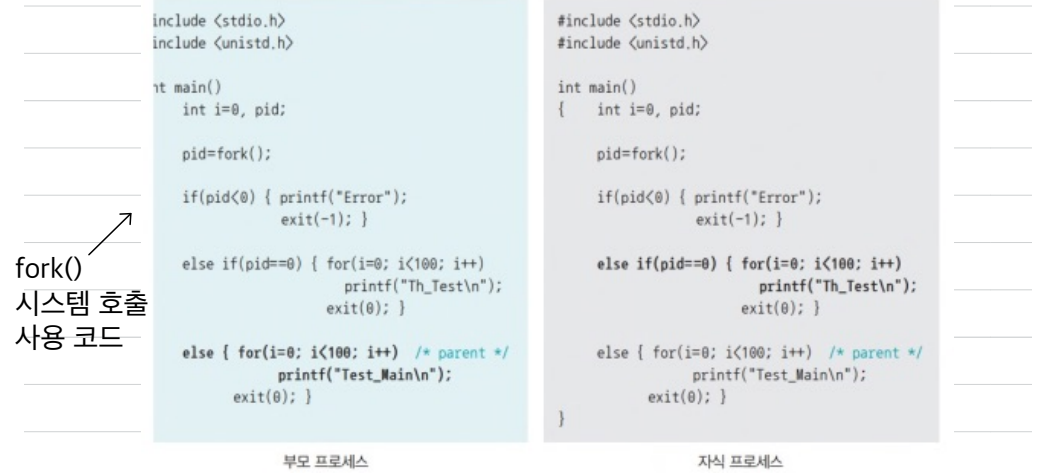 include <stdio.h>
include <unistd.h>
nt main()
int i=0, pid;
pid=fork();
if(pid<0) { printf("Error");
exit(-1); }
else if(pid==0) { for(i=0; i<100; i++)
printf("Th_Test\n");
exit(0); }
else { for(i=0; i<100; i++) /* parent */
printf("Test_Main\n");
exit(0); }
부모 프로세스
#include <stdio.h>
#include <unistd.h>
int main()
{ int i=0, pid;
pid=fork();
if(pid<0) { printf("Error");
exit(-1); }
else if(pid==0) { for(i=0; i<100; i++)
printf("Th_Test\n");
exit(0); }
else { for(i=0; i<100; i++) /* parent */
printf("Test_Main\n");
exit(0); }
}
자식 프로세스
fork()
시스템 호출
사용 코드